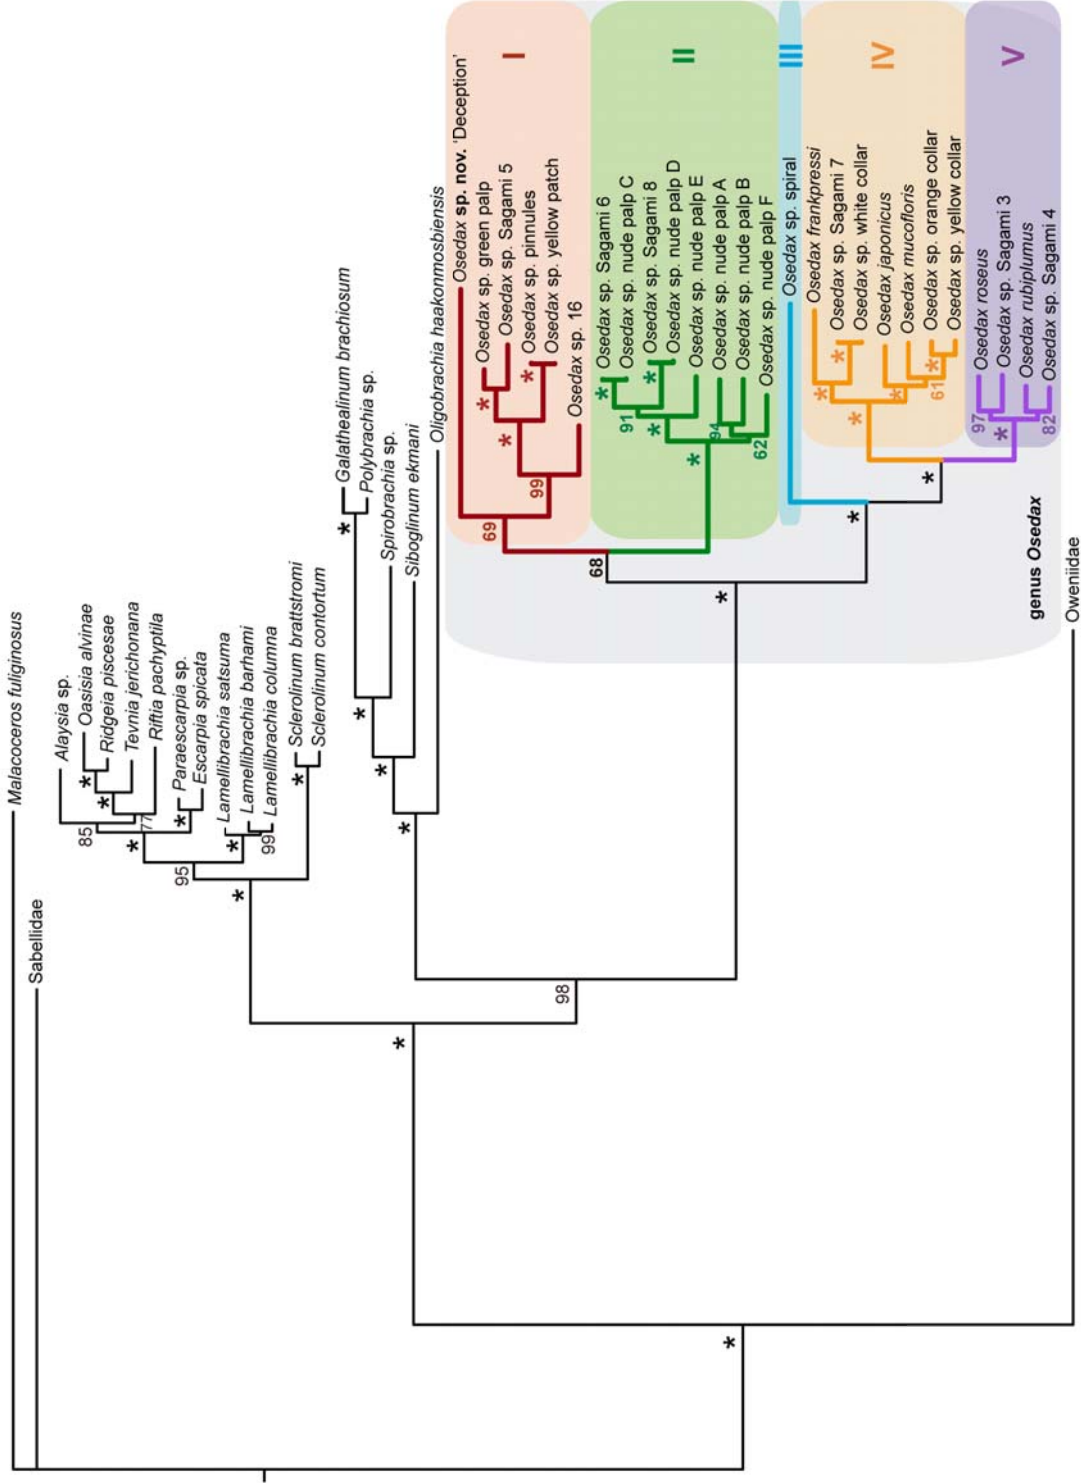 Malacoceros fuliginosus
Sabellidae
Alaysia sp.
Oasisia alvinae
Ridgeia piscesae
Tevnia jerichonana
Riftia pachyptila
Paraescarpia sp.
Escarpia spicata
Lamellibrachia satsuma
Lamellibrachia barhami
Lamellibrachia columna
Sclerolinum brattstromi
Sclerolinum contortum
Galathealinum brachiosum
Polybrachia sp.
Spirobrachia sp.
Siboglinum ekmani
Oligobrachia haakonmosbiensis
Osedax sp. nov. 'Deception'
Osedax sp. green palp
Osedax sp. Sagami 5
Osedax sp. pinnules
Osedax sp. yellow patch
Osedax sp. 16
I
Osedax sp. Sagami 6
Osedax sp. nude palp C
Osedax sp. Sagami 8
Osedax sp. nude palp D
Osedax sp. nude palp E
Osedax sp. nude palp A
Osedax sp. nude palp B
Osedax sp. nude palp F
II
Osedax sp. spiral
III
Osedax frankpressi
Osedax sp. Sagami 7
Osedax sp. white collar
Osedax japonicus
Osedax mucofloris
Osedax sp. orange collar
Osedax sp. yellow collar
IV
Osedax roseus
Osedax sp. Sagami 3
Osedax rubiplumus
Osedax sp. Sagami 4
V
genus Osedax
Oweniidae
*
*
98
*
95
*
85
77
*
*
*
*
99
*
*
*
*
*
*
68
69
99
*
*
*
*
91
*
*
*
94
62
*
*
*
*
*
*
*
61
97
*
82